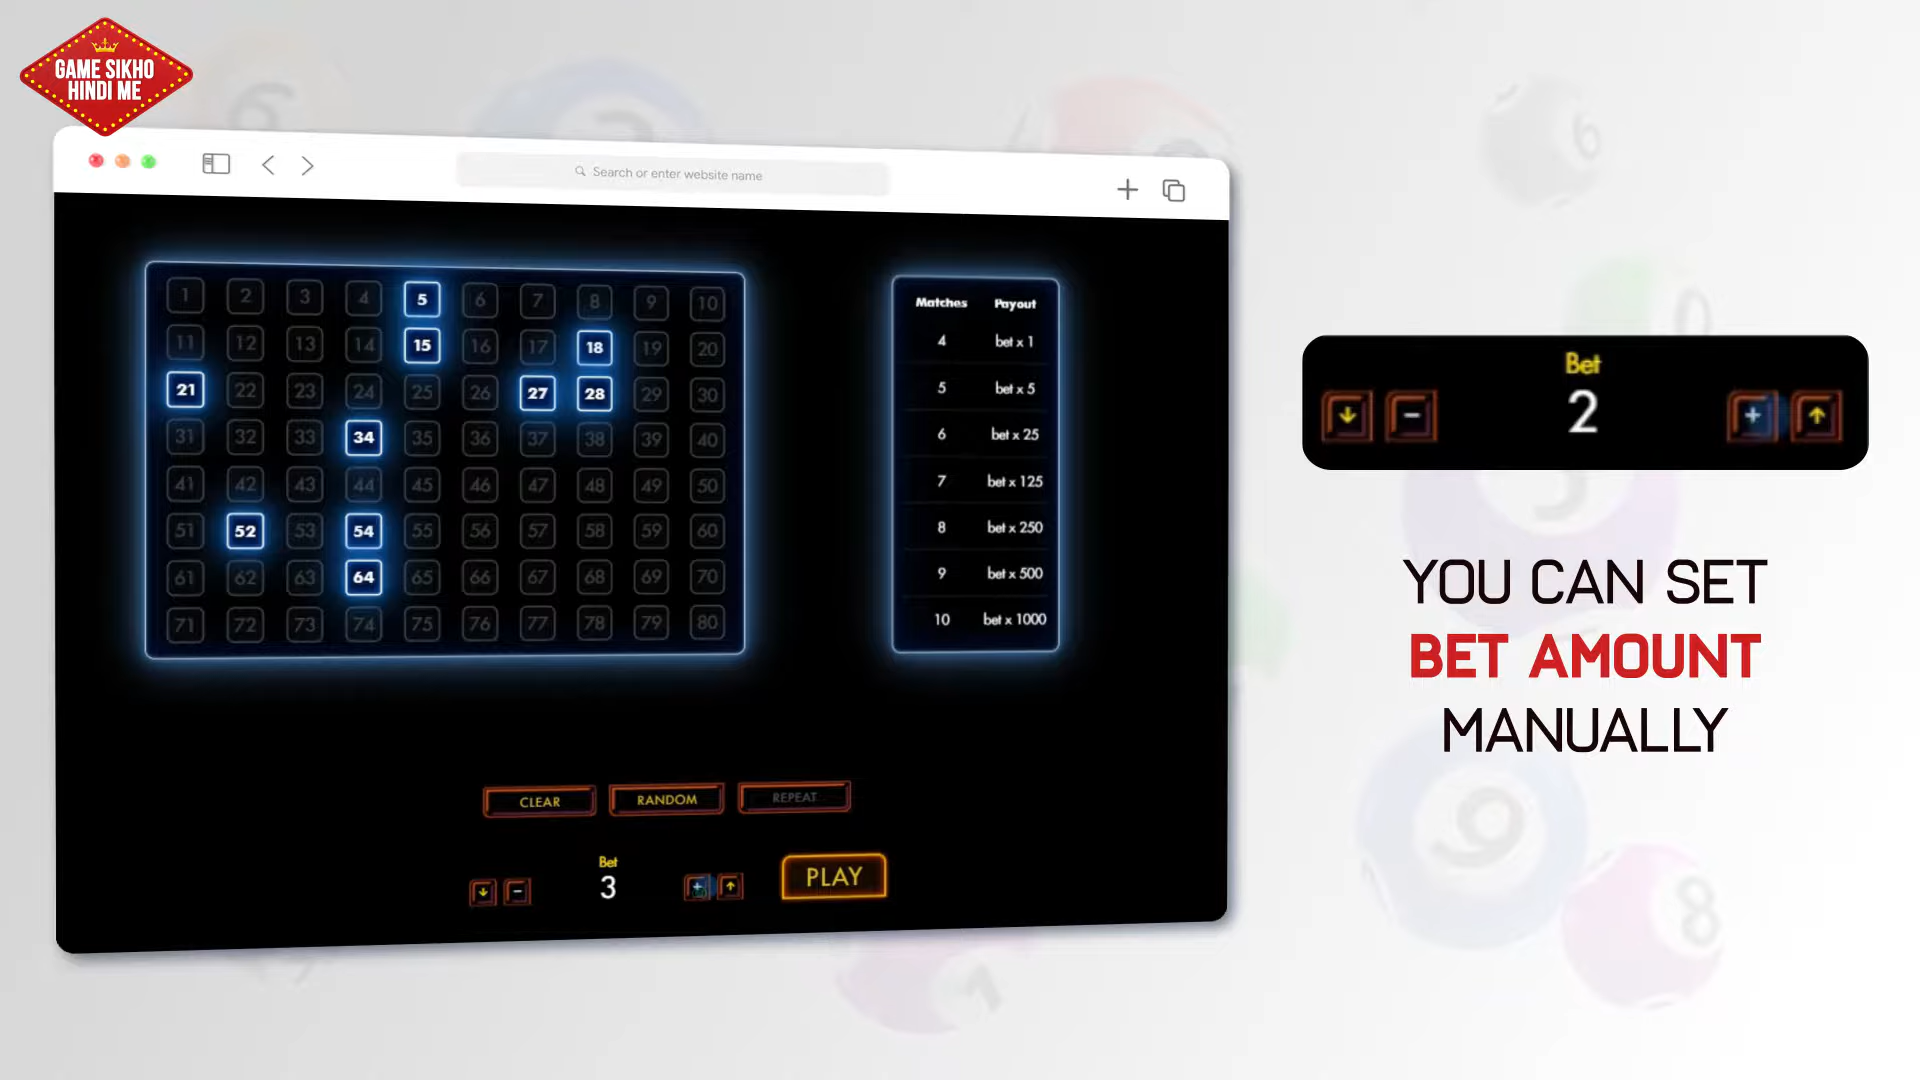 GAME SIKHO
HINDI ME
Search or enter website name
1 2 3 4 5 6 7 8 9 10
11 12 13 14 15 16 17 18 19 20
21 22 23 24 25 26 27 28 29 30
31 32 33 34 35 36 37 38 39 40
41 42 43 44 45 46 47 48 49 50
51 52 53 54 55 56 57 58 59 60
61 62 63 64 65 66 67 68 69 70
71 72 73 74 75 76 77 78 79 80
Matches Payout
4 bet x 1
5 bet x 5
6 bet x 25
7 bet x 125
8 bet x 250
9 bet x 500
10 bet x 1000
CLEAR RANDOM REPEAT
Bet
3
PLAY
Bet
2
YOU CAN SET
BET AMOUNT
MANUALLY
6
9
8